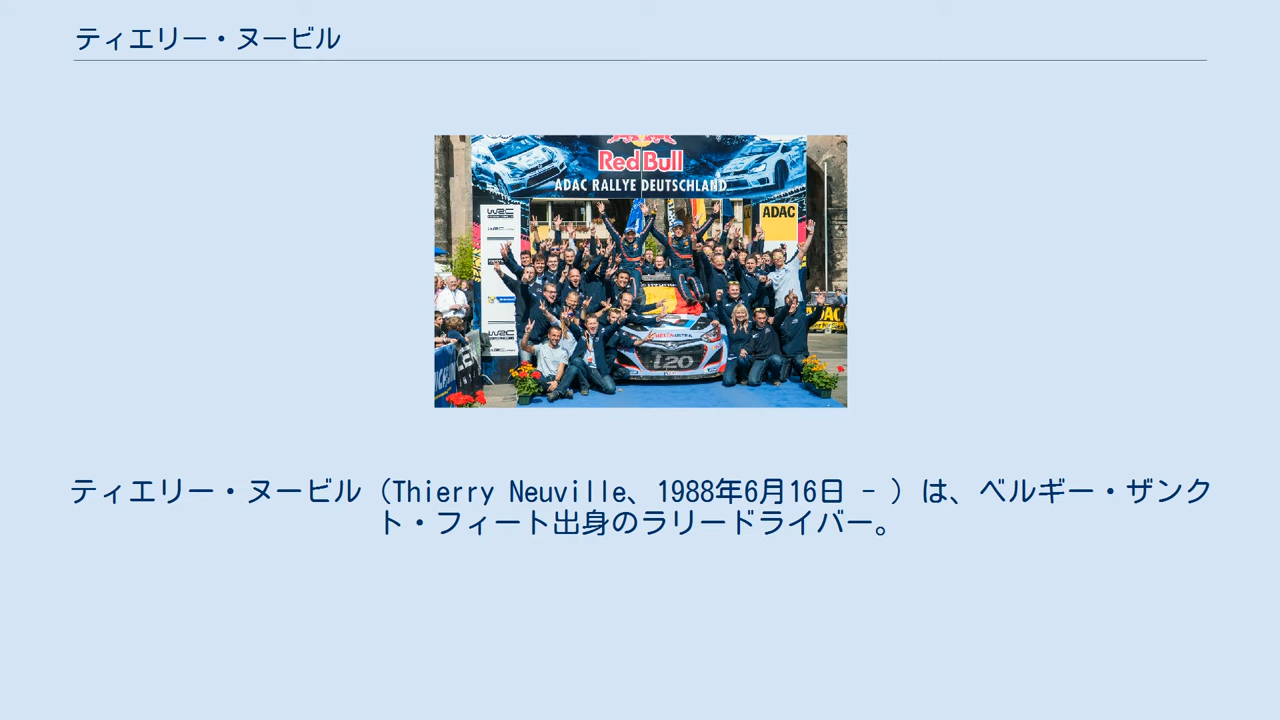 ティエリー・ヌービル
Red Bull
ADAC RALLYE DEUTSCHLAND
WRC
ADAC
WRC
ADAC
i20
ティエリー・ヌービル（Thierry Neuville、1988年6月16日 - ）は、ベルギー・ザンク
ト・フィート出身のラリードライバー。